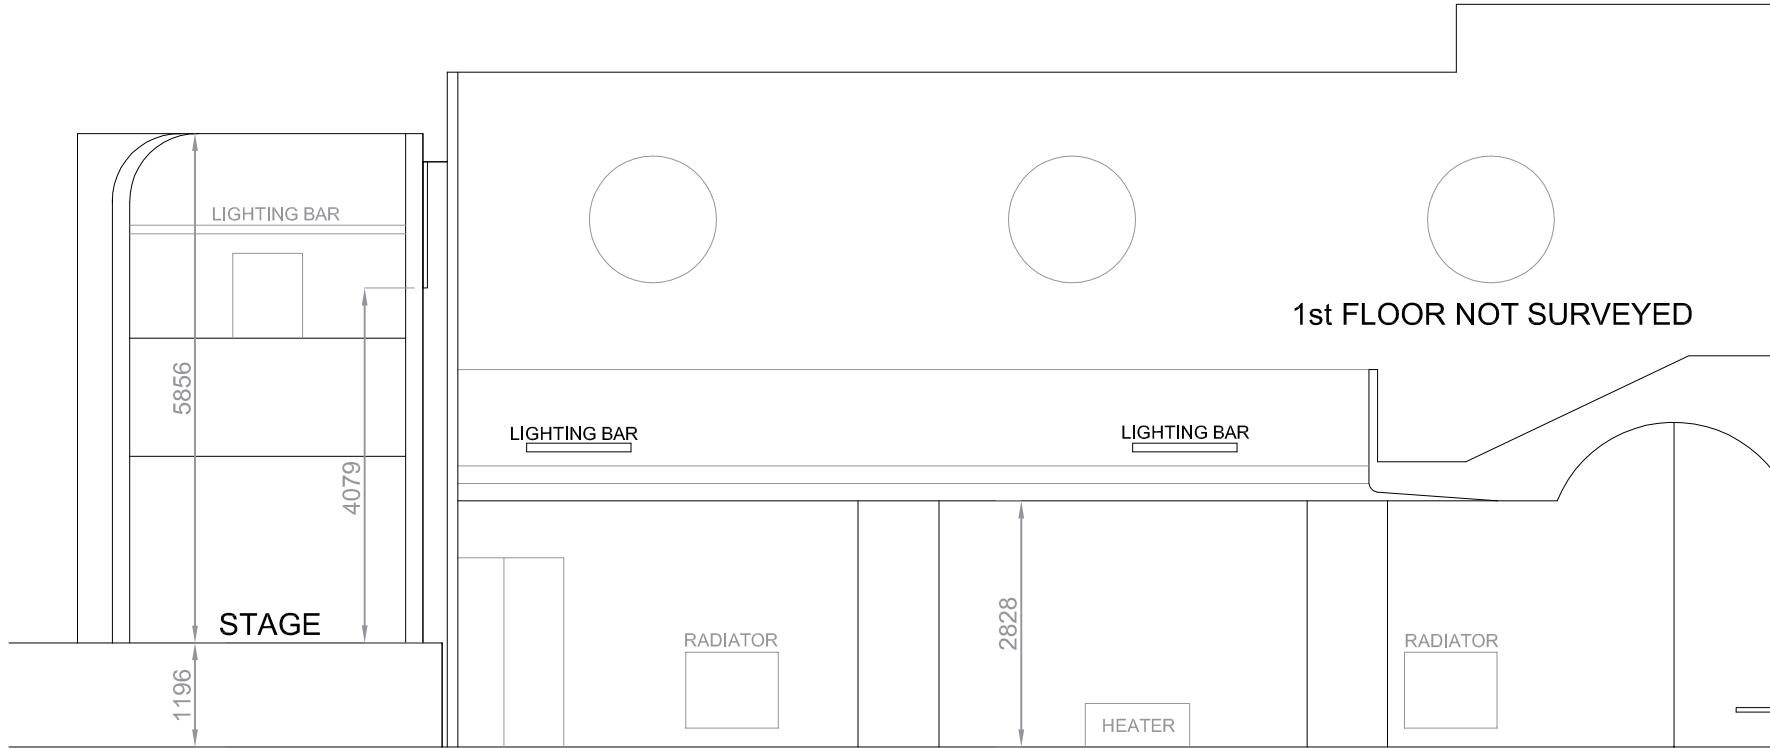 LIGHTING BAR
1st FLOOR NOT SURVEYED
5856
LIGHTING BAR
LIGHTING BAR
4079
STAGE
2828
RADIATOR
RADIATOR
1196
HEATER